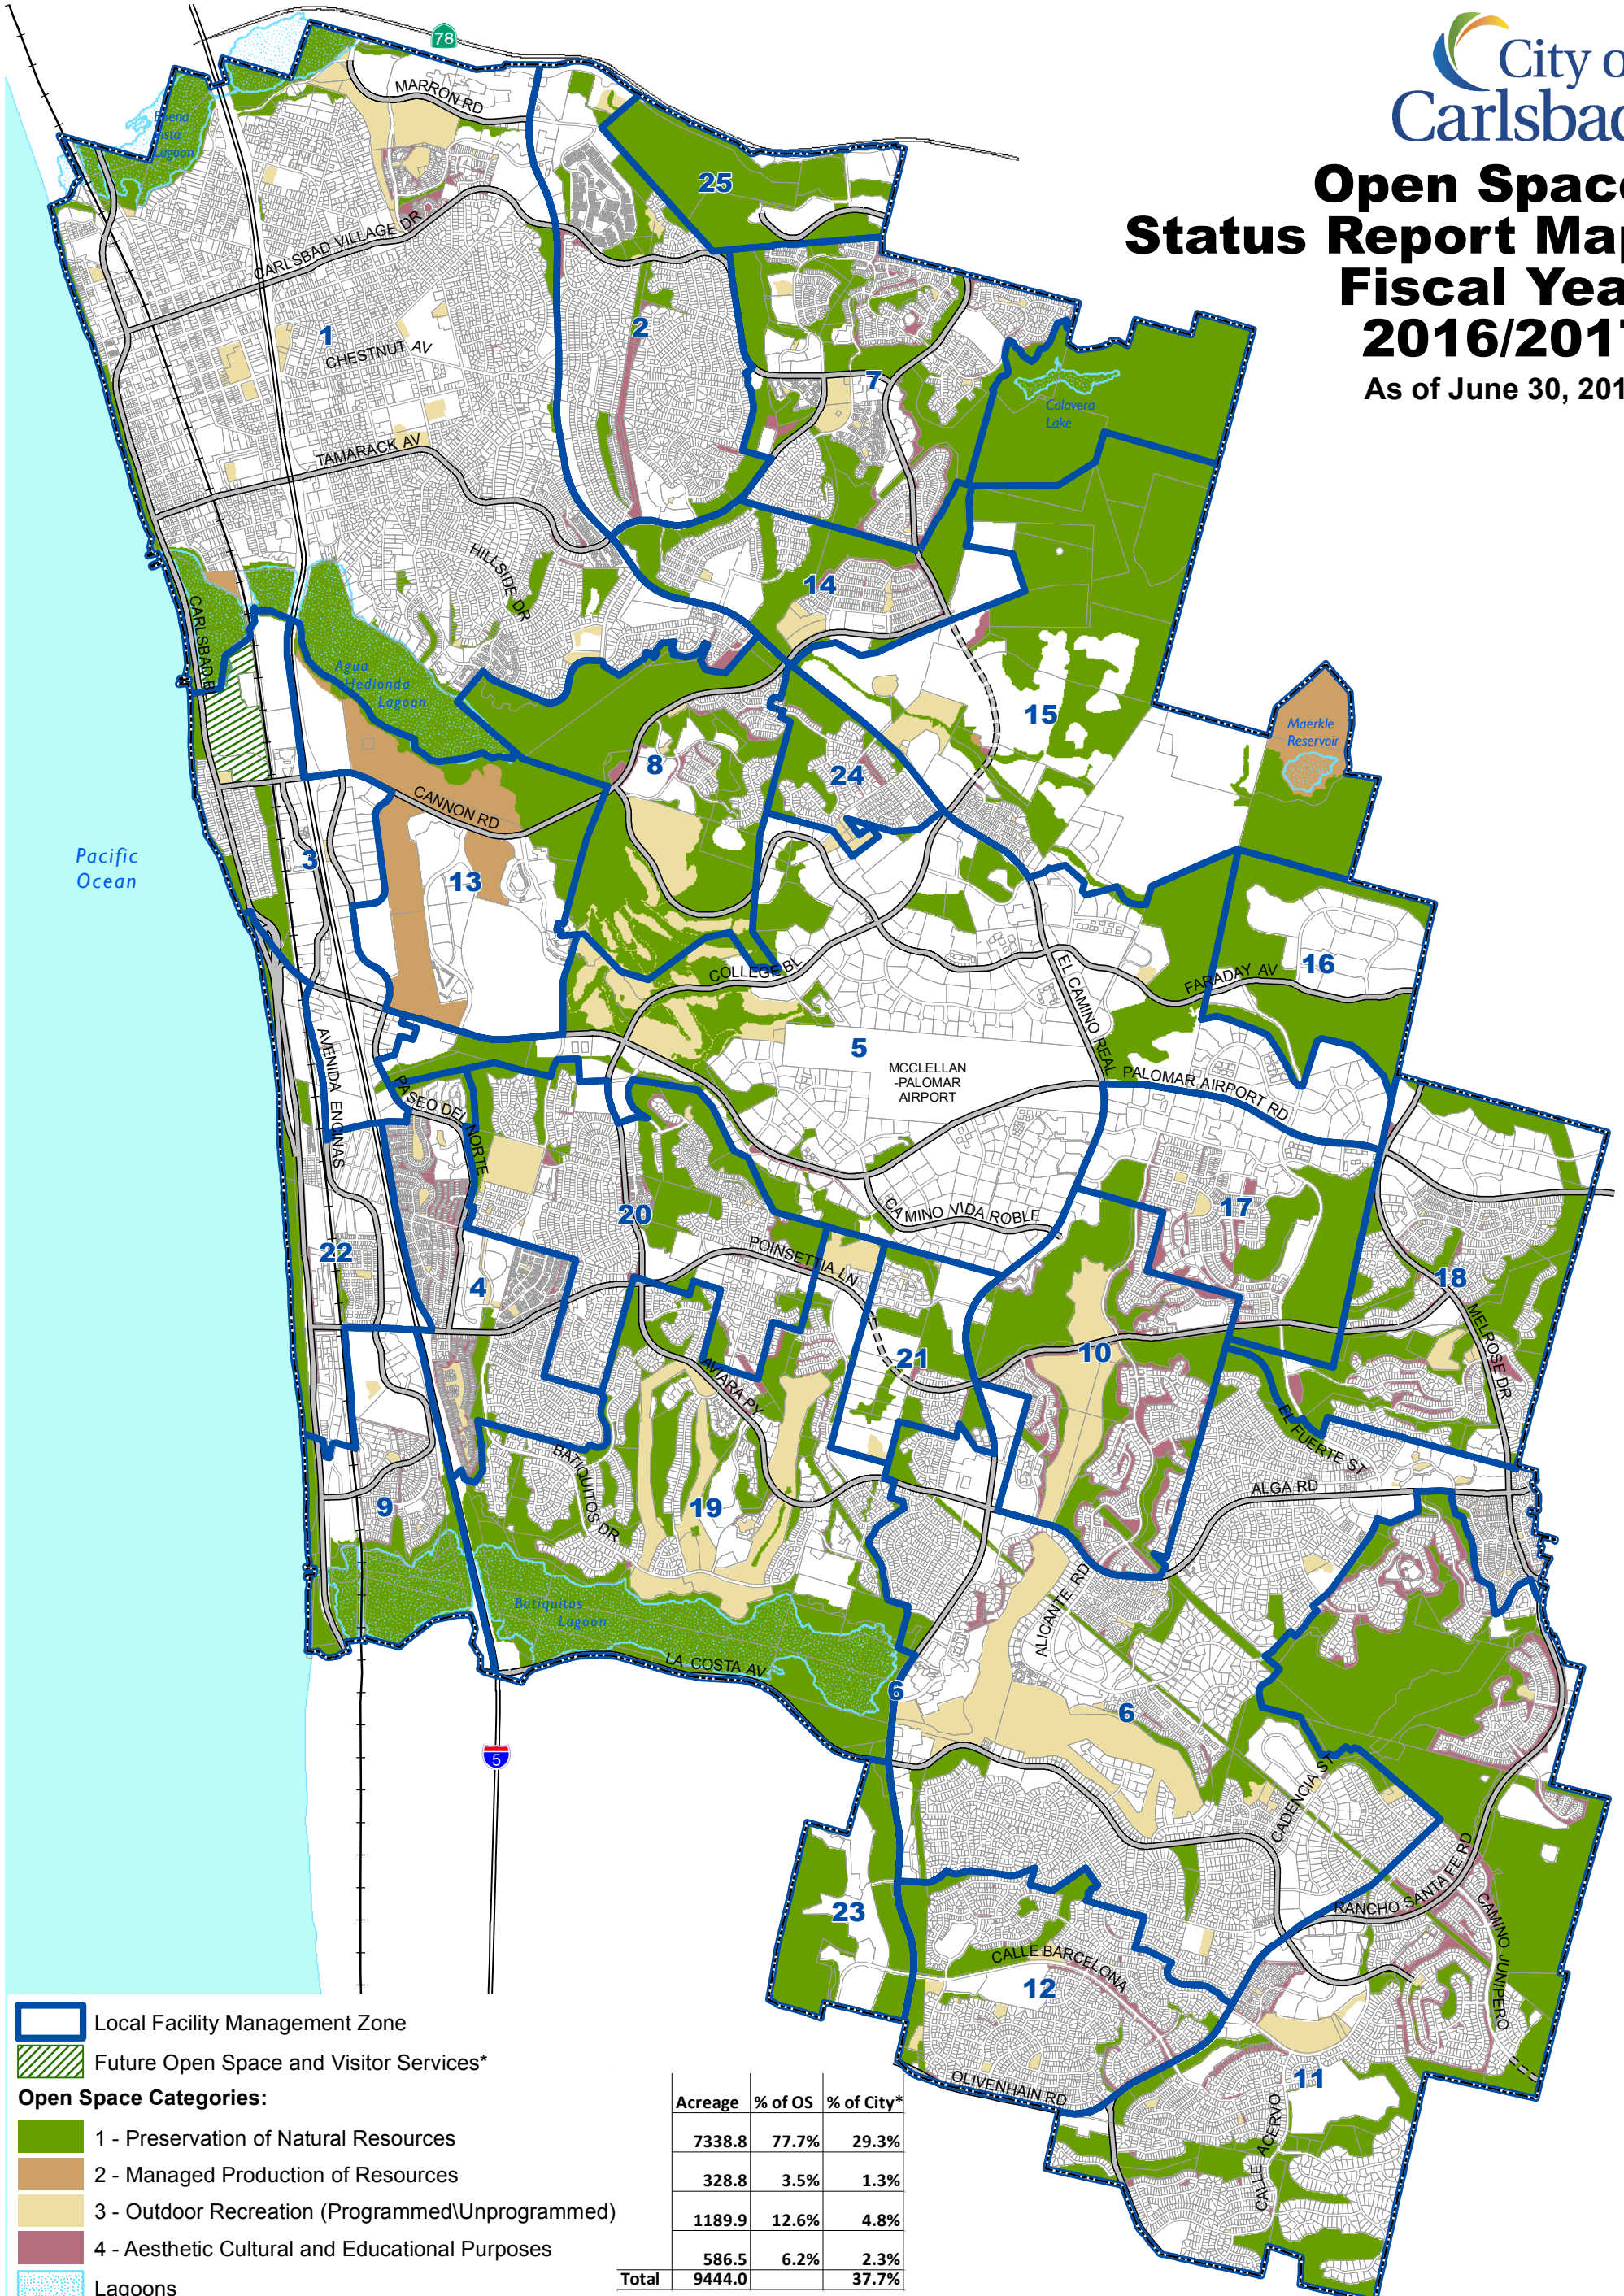 City o
Carlsbad
Open Space
Status Report Map
Fiscal Yea
2016/2017
As of June 30, 201
78
MARRON RD
Buena
Vista
Lagoon
25
CARLSBAD VILLAGE DR
1
2
CHESTNUT AV
7
Calavera
Lake
TAMARACK AV
HILLSIDE DR
14
CARLSBAD B
Agua
Hedionda
Lagoon
15
Maerkle
Reservoir
8
24
CANNON RD
Pacific
Ocean
3
13
COLLEGE BL
EL CAMINO REAL
FARADAY AV
16
5
MCCLELLAN
-PALOMAR
AIRPORT
PALOMAR AIRPORT RD
AVENIDA ENCINAS
PASEO DEL NORTE
20
CAMINO VIDA ROBLE
17
22
POINSETTIA LN
4
18
MELROSE DR
21
10
AVIARA PY
EL FUERTE ST
BATIQUITOS DR
ALGA RD
9
19
Batiquitos
Lagoon
ALICANTE RD
LA COSTA AV
6
6
5
CADENCIA ST
RANCHO SANTA FE RD
23
CALLE BARCELONA
CAMINO JUNIPERO
12
OLIVENHAIN RD
11
CALLE ACERVO
Local Facility Management Zone
Future Open Space and Visitor Services*
Open Space Categories:
Acreage % of OS % of City*
1 - Preservation of Natural Resources 7338.8 77.7% 29.3%
2 - Managed Production of Resources 328.8 3.5% 1.3%
3 - Outdoor Recreation (Programmed\Unprogrammed) 1189.9 12.6% 4.8%
4 - Aesthetic Cultural and Educational Purposes 586.5 6.2% 2.3%
Total 9444.0 37.7%
Lagoons